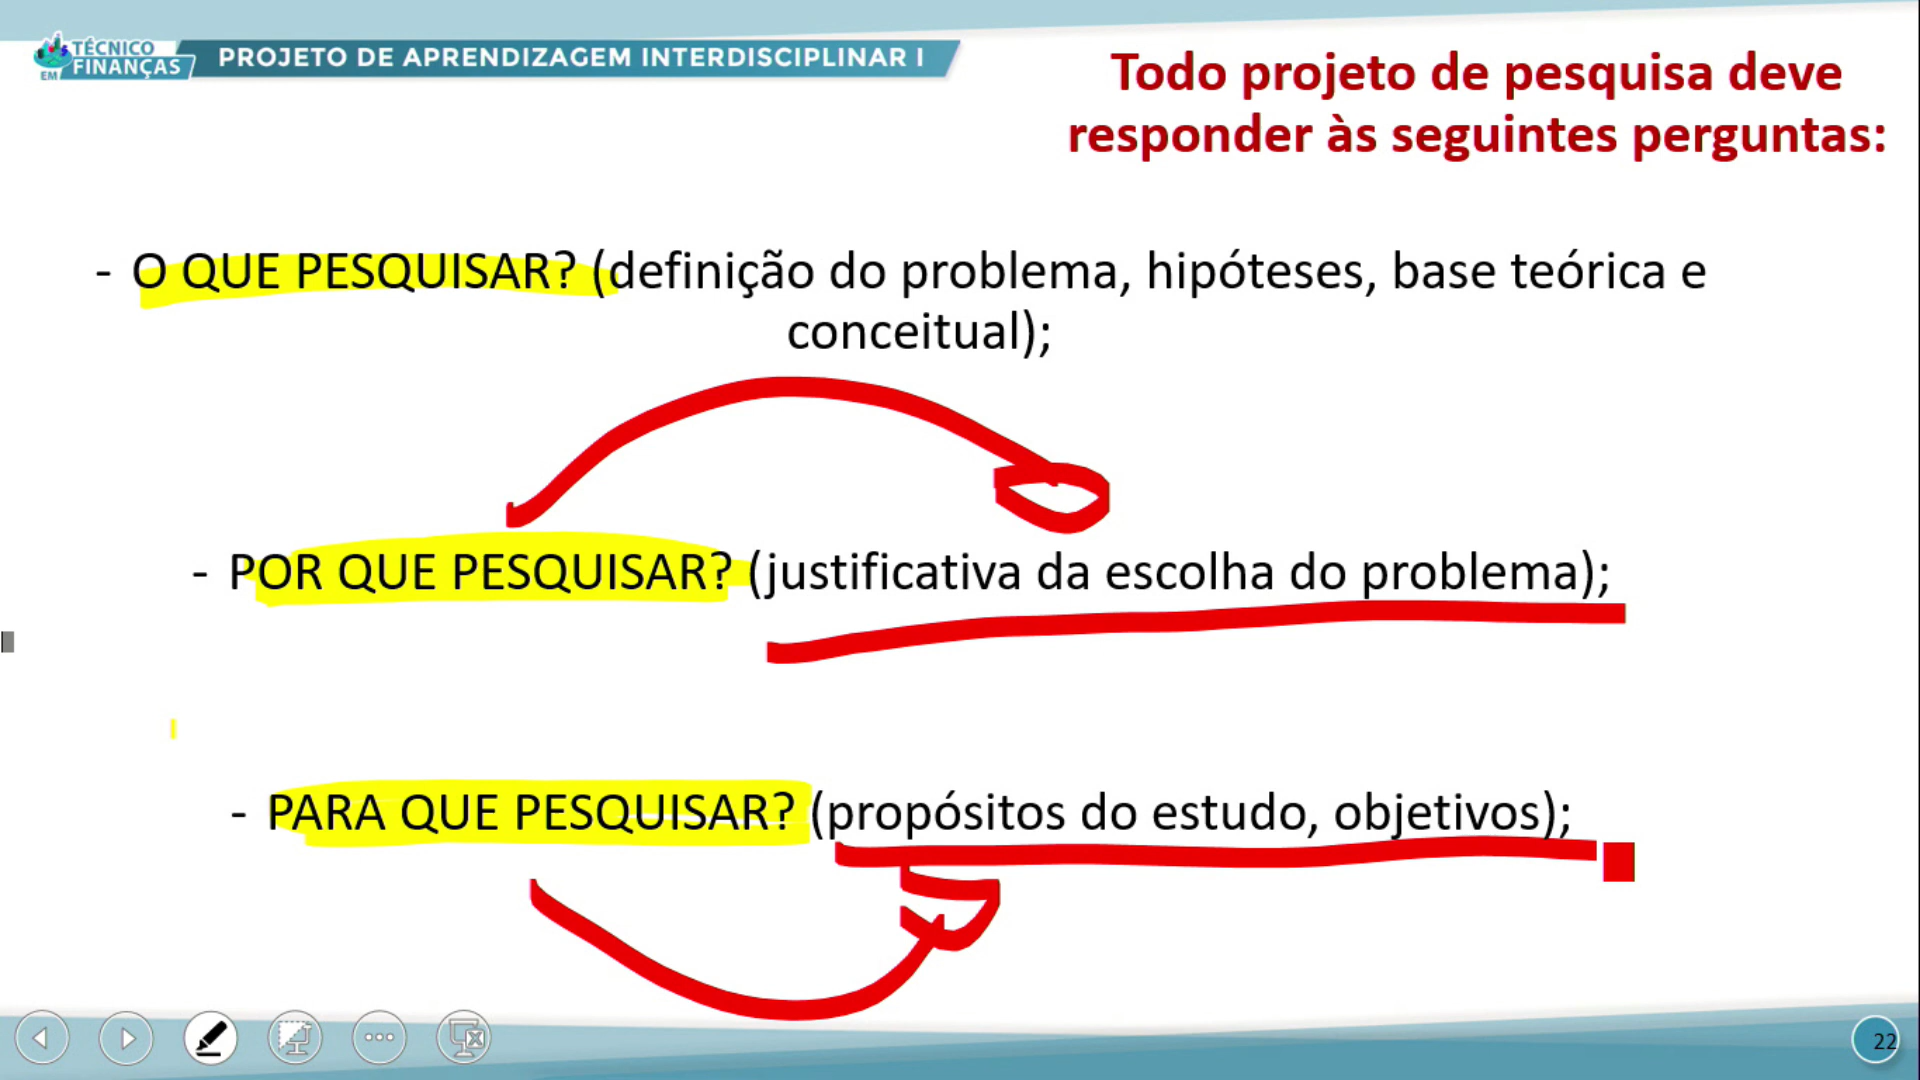 TÉCNICO
EM FINANÇAS
PROJETO DE APRENDIZAGEM INTERDISCIPLINAR I
Todo projeto de pesquisa deve
responder às seguintes perguntas:
- O QUE PESQUISAR? (definição do problema, hipóteses, base teórica e
conceitual);
- POR QUE PESQUISAR? (justificativa da escolha do problema);
- PARA QUE PESQUISAR? (propósitos do estudo, objetivos);
22